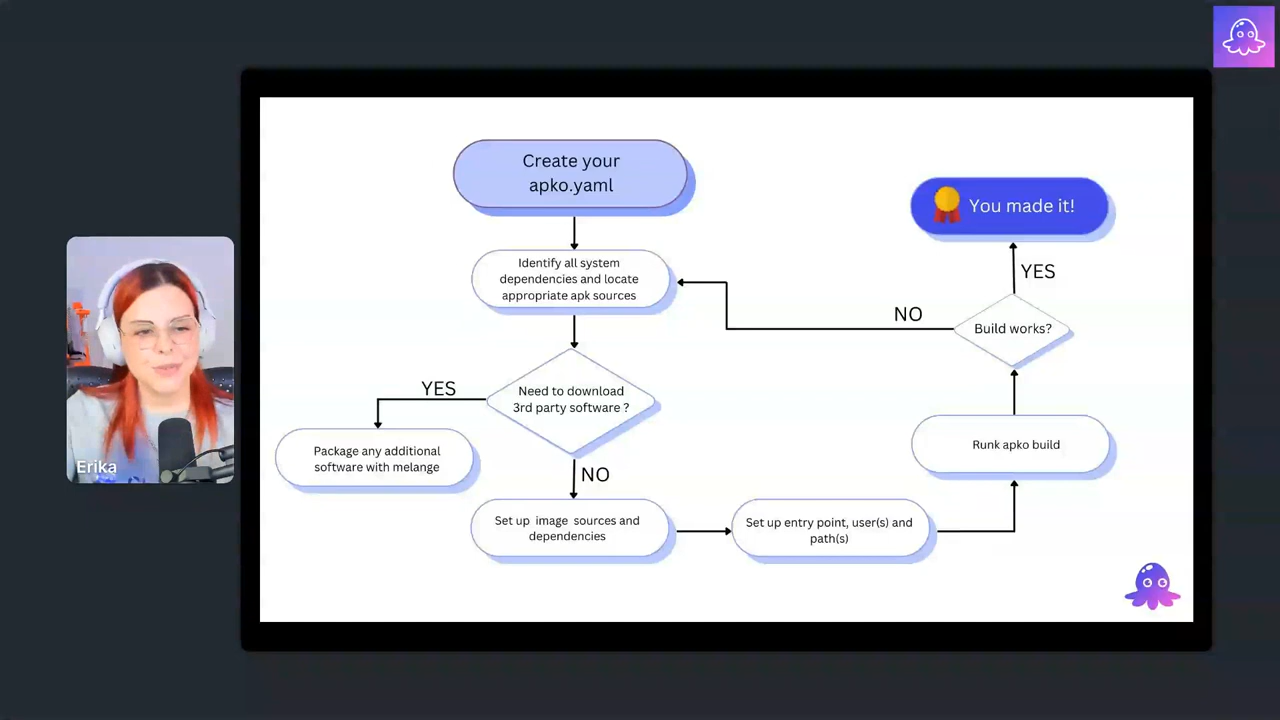 Create your
apko.yaml
Identify all system
dependencies and locate
appropriate apk sources
Need to download
3rd party software ?
YES
Package any additional
software with melange
NO
Set up image sources and
dependencies
Set up entry point, user(s) and
path(s)
Runk apko build
Build works?
NO
YES
You made it!
Erika